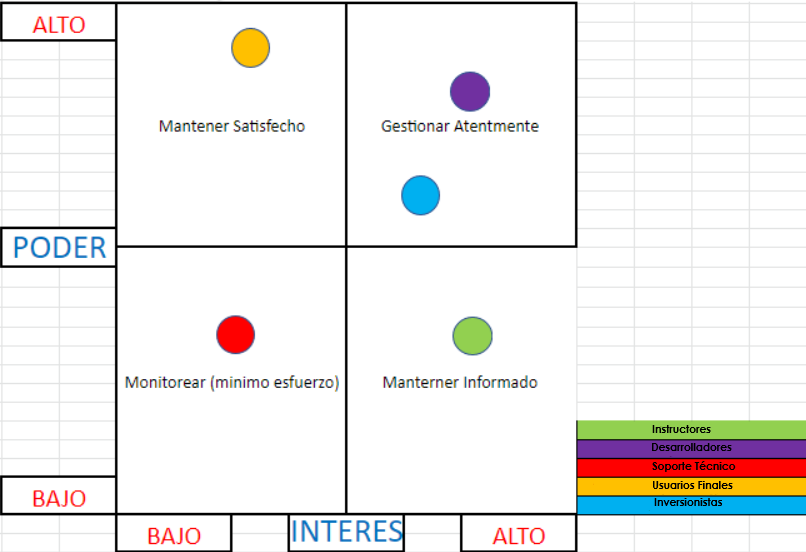 ALTO
Mantener Satisfecho
Gestionar Atentmente
PODER
Monitorear (minimo esfuerzo)
Manterner Informado
Instructores
Desarrolladores
Soporte Técnico
Usuarios Finales
Inversionistas
BAJO
BAJO
INTERES
ALTO